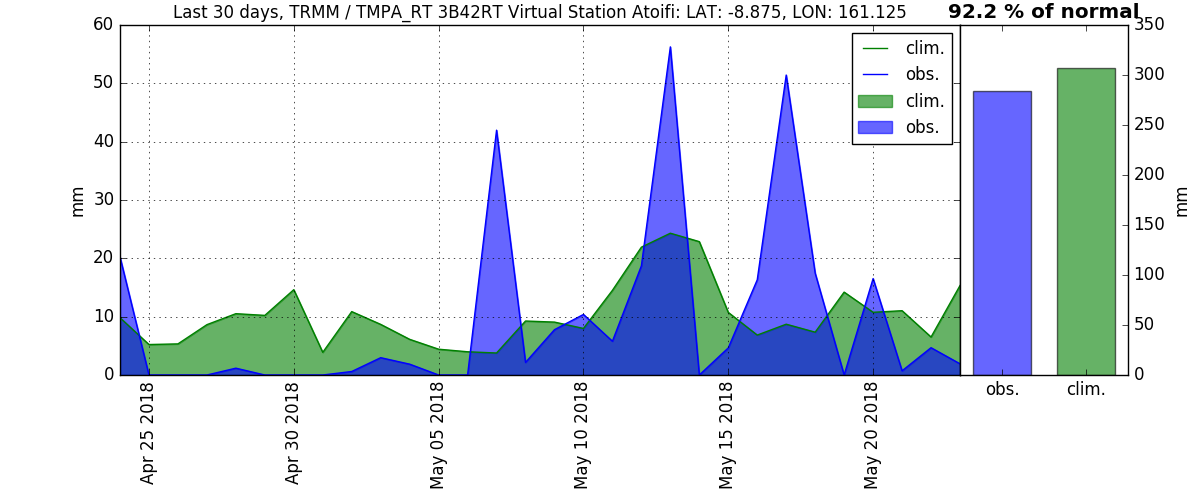 Last 30 days, TRMM / TMPA_RT 3B42RT Virtual Station Atoifi: LAT: -8.875, LON: 161.125
92.2 % of normal
60
50
40
30
20
10
0
mm
clim.
obs.
clim.
obs.
350
300
250
200
150
100
50
0
mm
obs.
clim.
Apr 25 2018
Apr 30 2018
May 05 2018
May 10 2018
May 15 2018
May 20 2018